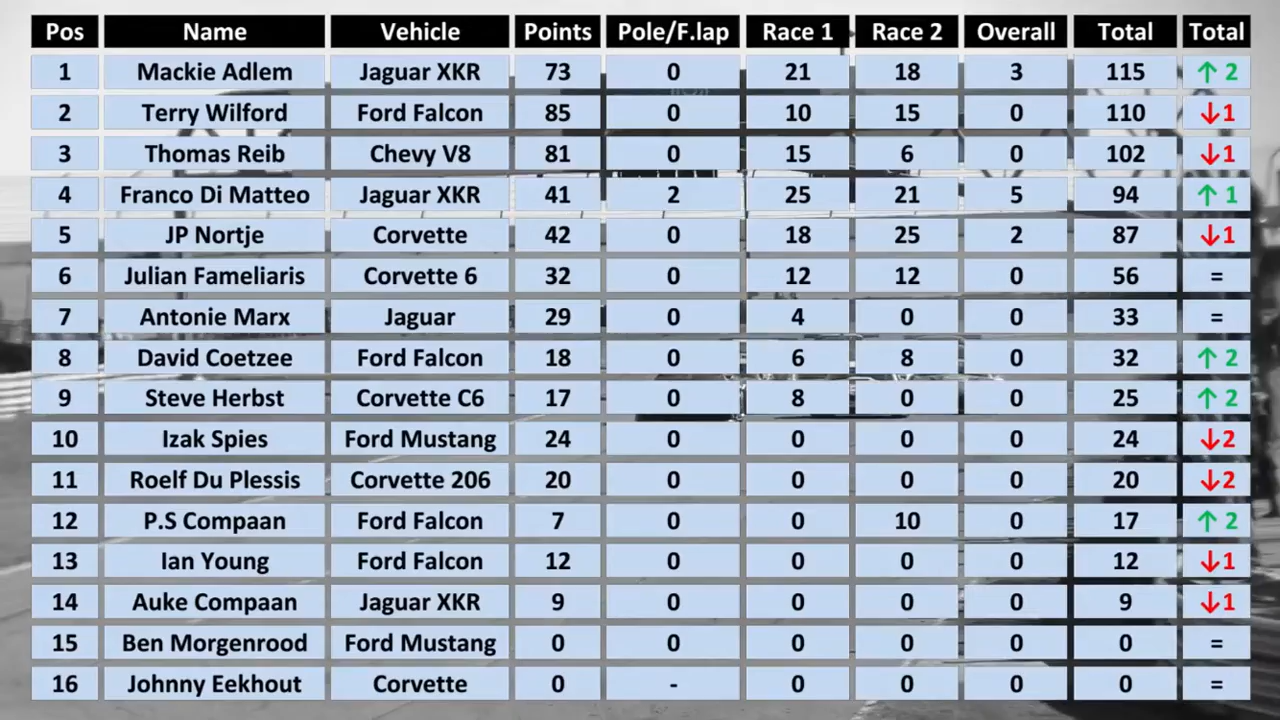 Pos Name Vehicle Points Pole/F.lap Race 1 Race 2 Overall Total Total
1 Mackie Adlem Jaguar XKR 73 0 21 18 3 115 ↑ 2
2 Terry Wilford Ford Falcon 85 0 10 15 0 110 ↓1
3 Thomas Reib Chevy V8 81 0 15 6 0 102 ↓1
4 Franco Di Matteo Jaguar XKR 41 2 25 21 5 94 ↑ 1
5 JP Nortje Corvette 42 0 18 25 2 87 ↓1
6 Julian Fameliaris Corvette 6 32 0 12 12 0 56 =
7 Antonie Marx Jaguar 29 0 4 0 0 33 =
8 David Coetzee Ford Falcon 18 0 6 8 0 32 ↑ 2
9 Steve Herbst Corvette C6 17 0 8 0 0 25 ↑ 2
10 Izak Spies Ford Mustang 24 0 0 0 0 24 ↓2
11 Roelf Du Plessis Corvette 206 20 0 0 0 0 20 ↓2
12 P.S Compaan Ford Falcon 7 0 0 10 0 17 ↑ 2
13 Ian Young Ford Falcon 12 0 0 0 0 12 ↓1
14 Auke Compaan Jaguar XKR 9 0 0 0 0 9 ↓1
15 Ben Morgenrood Ford Mustang 0 0 0 0 0 0 =
16 Johnny Eekhout Corvette 0 - 0 0 0 0 =